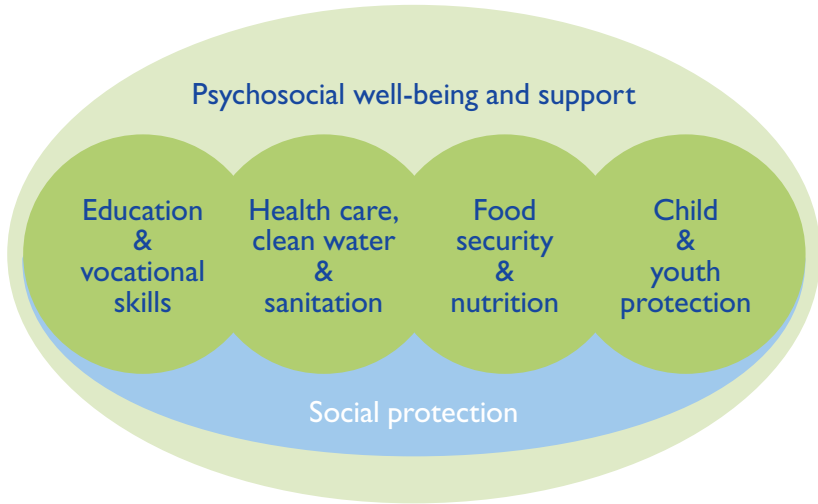 Psychosocial well-being and support
Education
&
vocational
skills
Health care,
clean water
&
sanitation
Food
security
&
nutrition
Child
&
youth
protection
Social protection